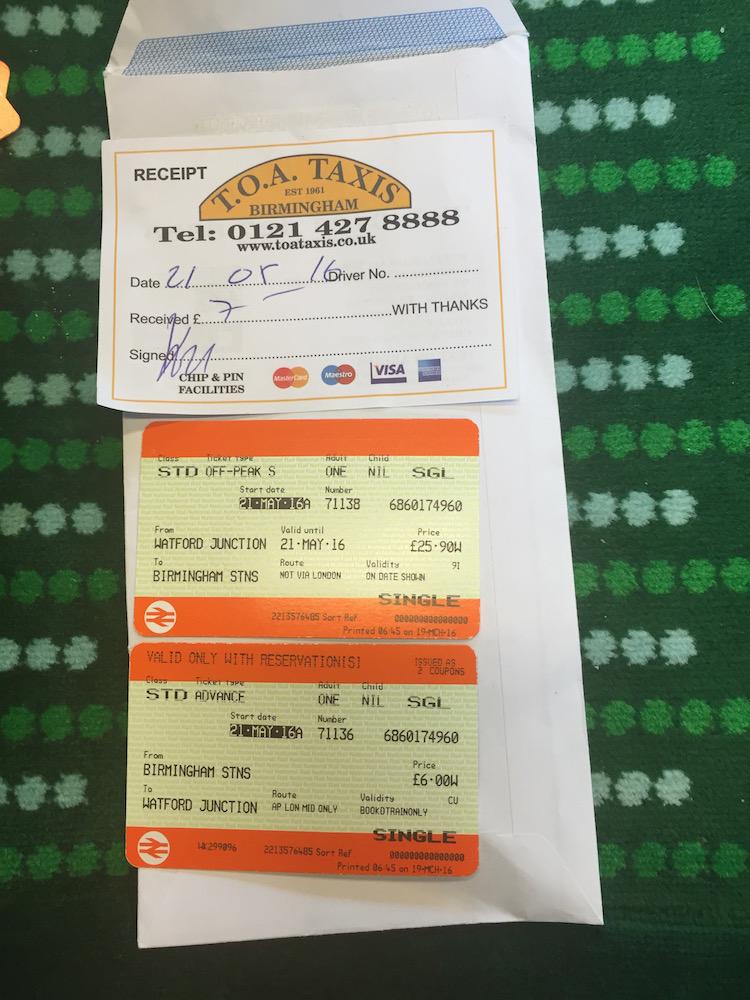 RECEIPT
T.O.A. TAXIS
EST 1961
BIRMINGHAM
Tel: 0121 427 8888
www.toataxis.co.uk
Date 21 05 16 Driver No.
Received £ 7 WITH THANKS
Signed
CHIP & PIN FACILITIES
MasterCard Maestro VISA
Class Ticket type Adult Child
STD OFF-PEAK S ONE NIL SGL
Start date Number
21·MAY·16A 71138 6860174960
From Valid until Price
WATFORD JUNCTION 21·MAY·16 £25·90W
To Route Validity 91
BIRMINGHAM STNS NOT VIA LONDON ON DATE SHOWN
SINGLE
2213576485 Sort Ref 000000000000000
Printed 06:45 on 19-MCH-16
VALID ONLY WITH RESERVATION(S) ISSUED AS 2 COUPONS
Class Ticket type Adult Child
STD ADVANCE ONE NIL SGL
Start date Number
21·MAY·16A 71136 6860174960
From Price
BIRMINGHAM STNS £6·00W
To Route Validity CU
WATFORD JUNCTION AP LON MID ONLY BOOKDTRAINONLY
SINGLE
WK299096 2213576485 Sort Ref 000000000000000
Printed 06:45 on 19-MCH-16